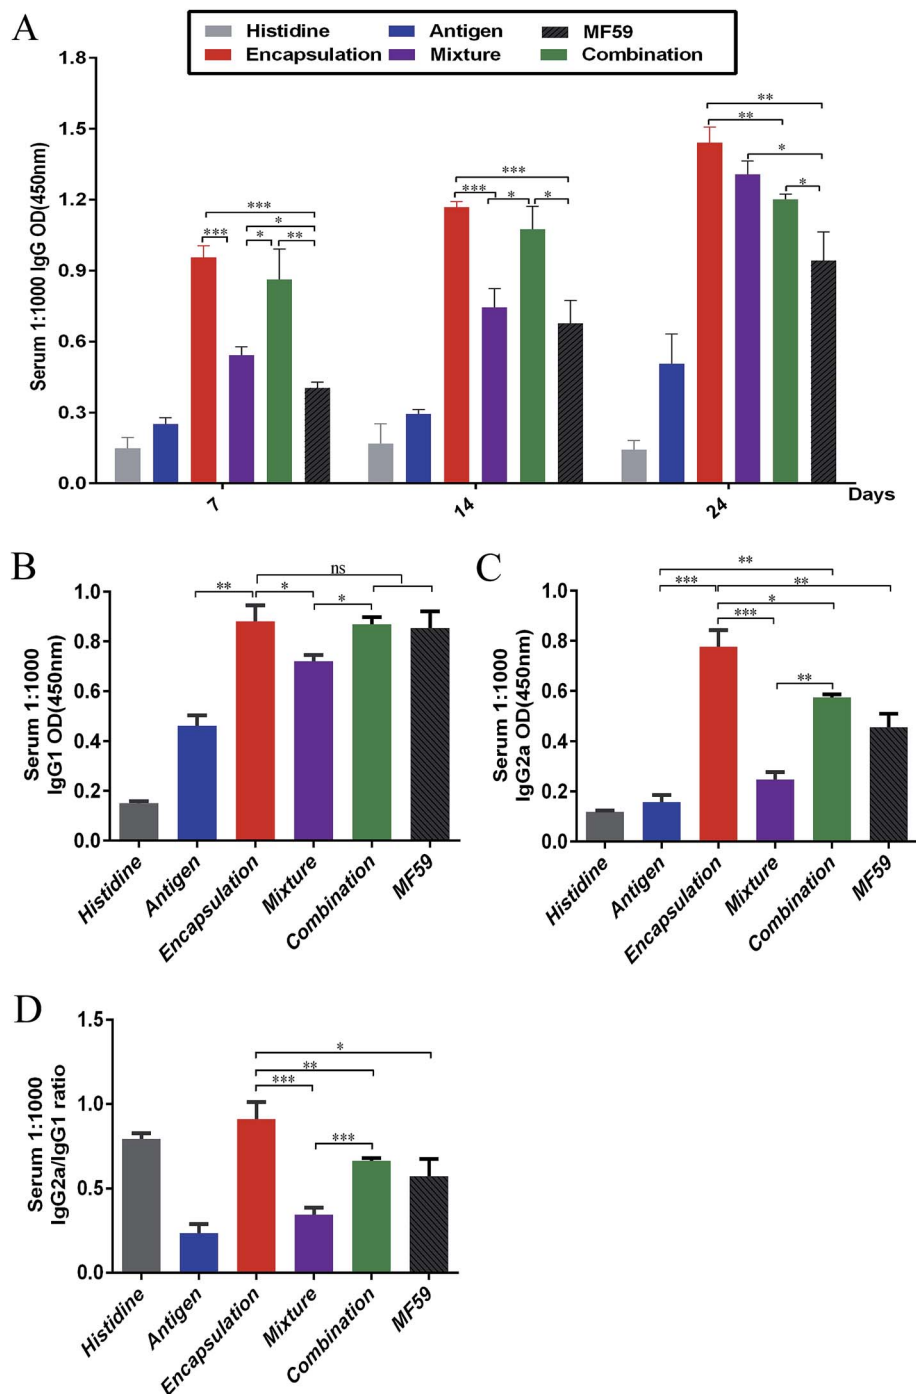 A
Histidine Antigen MF59
Encapsulation Mixture Combination
Serum 1:1000 IgG OD(450nm)
1.8
1.5
1.2
0.9
0.6
0.3
0.0
*** *** * * **
*** *** * *
** ** * *
7 14 24 Days
B
Serum 1:1000
IgG1 OD(450nm)
1.0
0.8
0.6
0.4
0.2
0.0
ns
** * *
Histidine Antigen Encapsulation Mixture Combination MF59
C
Serum 1:1000
IgG2a OD(450nm)
1.0
0.8
0.6
0.4
0.2
0.0
**
*** **
*
***
**
Histidine Antigen Encapsulation Mixture Combination MF59
D
Serum 1:1000
IgG2a/IgG1 ratio
1.5
1.0
0.5
0.0
*
**
***
***
Histidine Antigen Encapsulation Mixture Combination MF59